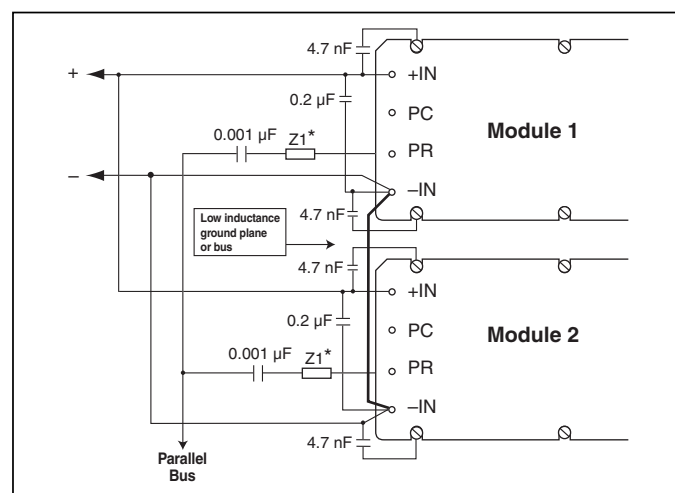 4.7 nF
+
+IN
0.2 µF
PC
Module 1
0.001 µF
Z1*
PR
–
–IN
4.7 nF
Low inductance
ground plane
or bus
4.7 nF
+IN
0.2 µF
PC
Module 2
0.001 µF
Z1*
PR
–IN
4.7 nF
Parallel
Bus